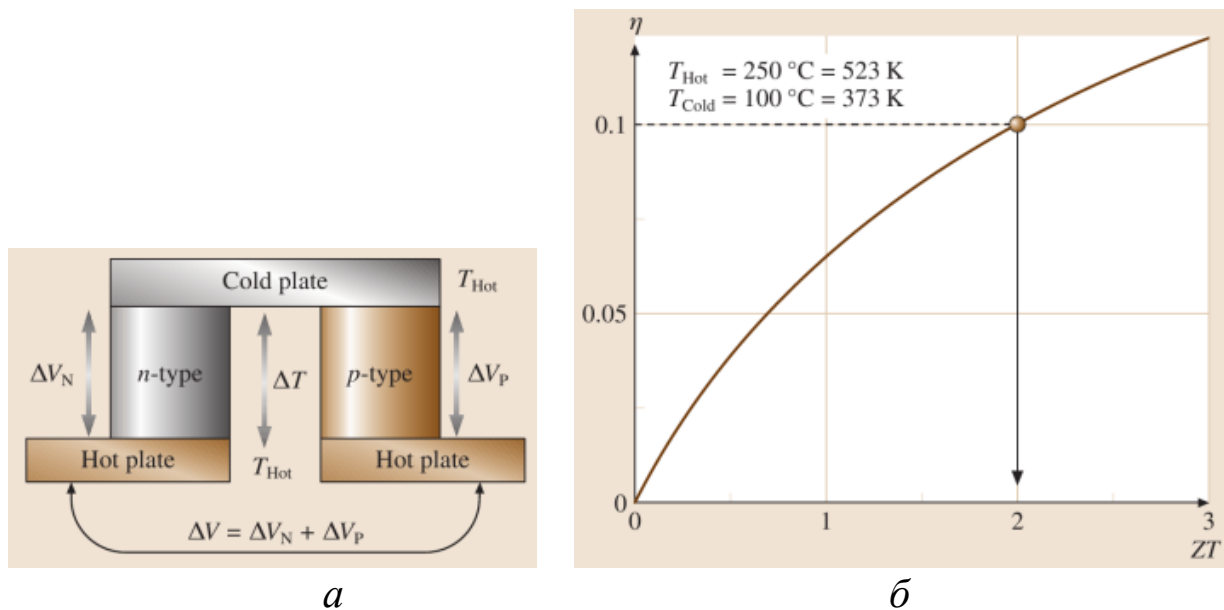 Cold plate
T_Hot
ΔV_N
n-type
ΔT
p-type
ΔV_P
Hot plate
T_Hot
Hot plate
ΔV = ΔV_N + ΔV_P
а
η
T_Hot = 250 °C = 523 K
T_Cold = 100 °C = 373 K
0.1
0.05
0
0
1
2
3
ZT
б